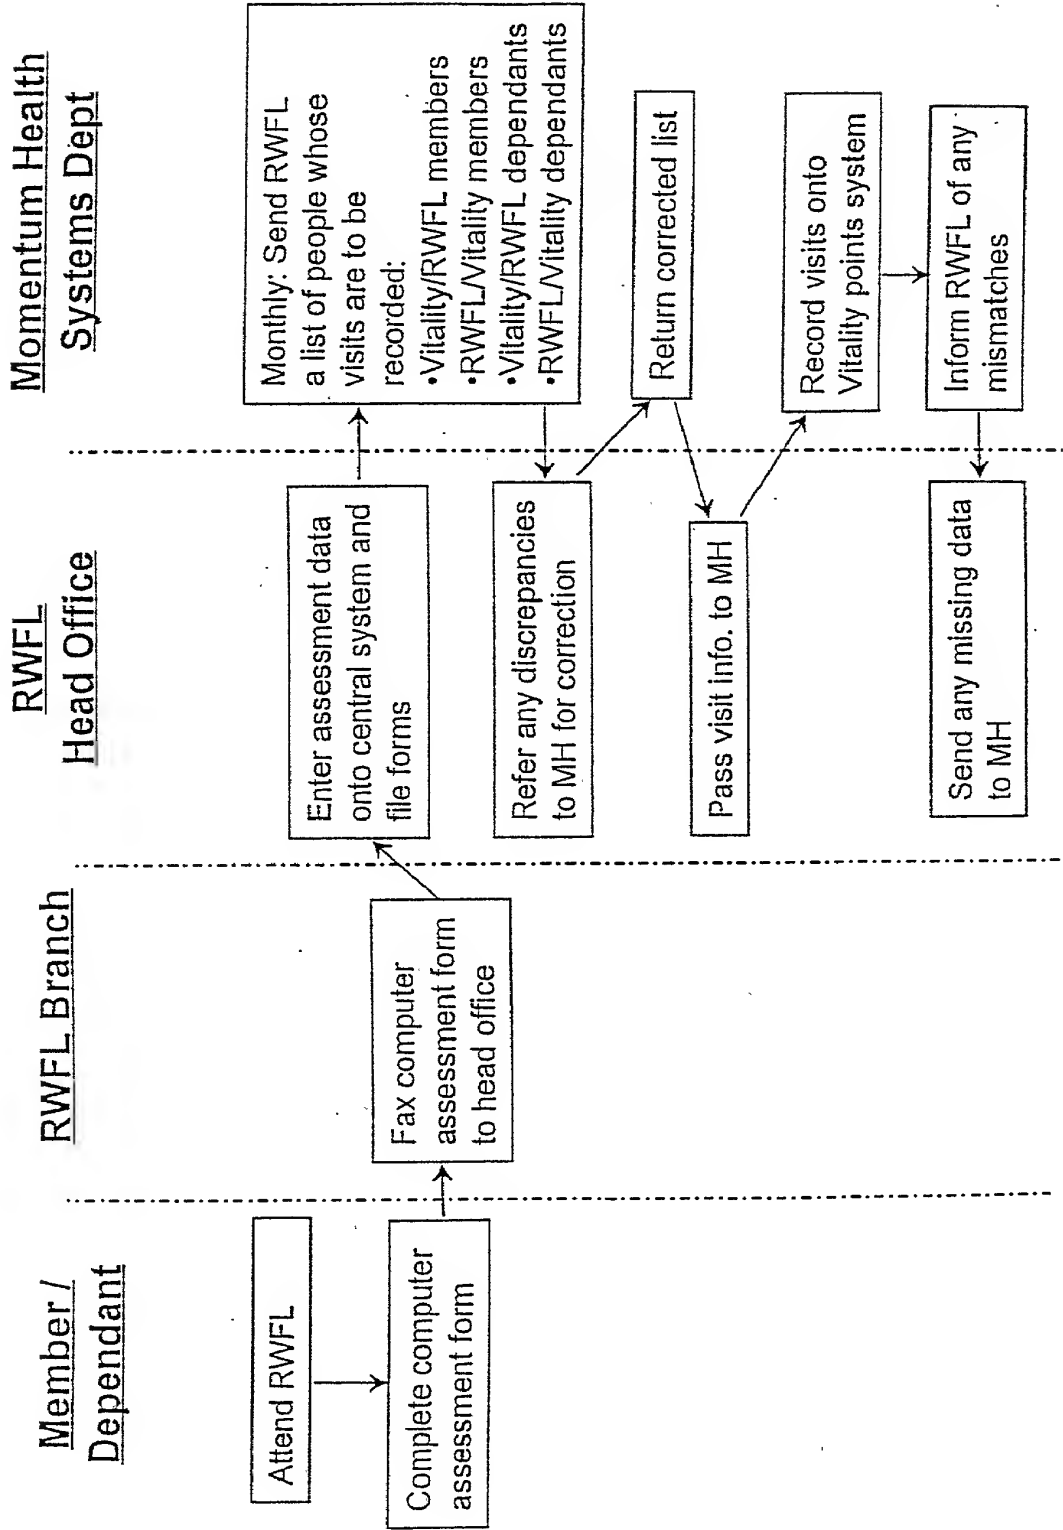 Member /
Dependant
RWFL Branch
RWFL
Head Office
Momentum Health
Systems Dept
Attend RWFL
Complete computer
assessment form
Fax computer
assessment form
to head office
Enter assessment data
onto central system and
file forms
Monthly: Send RWFL
a list of people whose
visits are to be
recorded:
•Vitality/RWFL members
•RWFL/Vitality members
•Vitality/RWFL dependants
•RWFL/Vitality dependants
Refer any discrepancies
to MH for correction
Return corrected list
Pass visit info. to MH
Record visits onto
Vitality points system
Inform RWFL of any
mismatches
Send any missing data
to MH